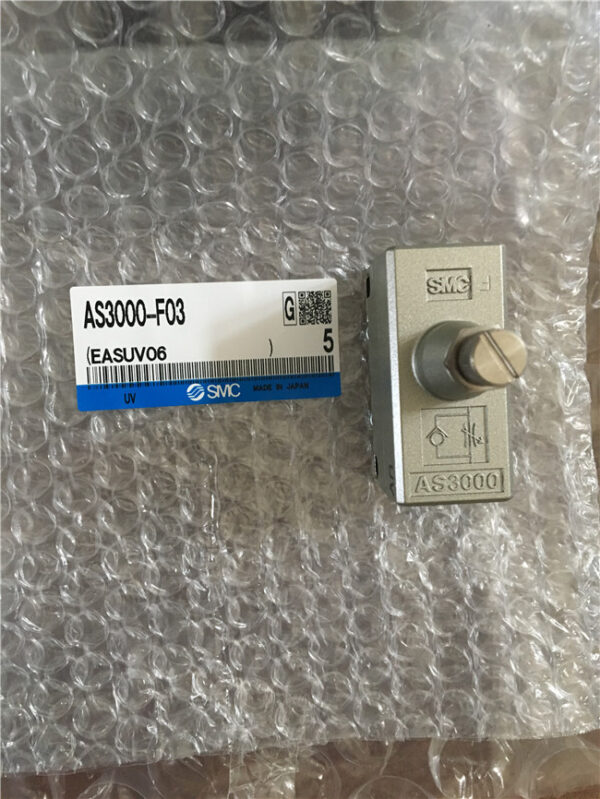 AS3000-F03
G
(EASUV06 )
5
UV
SMC MADE IN JAPAN
SMC F
AS3000